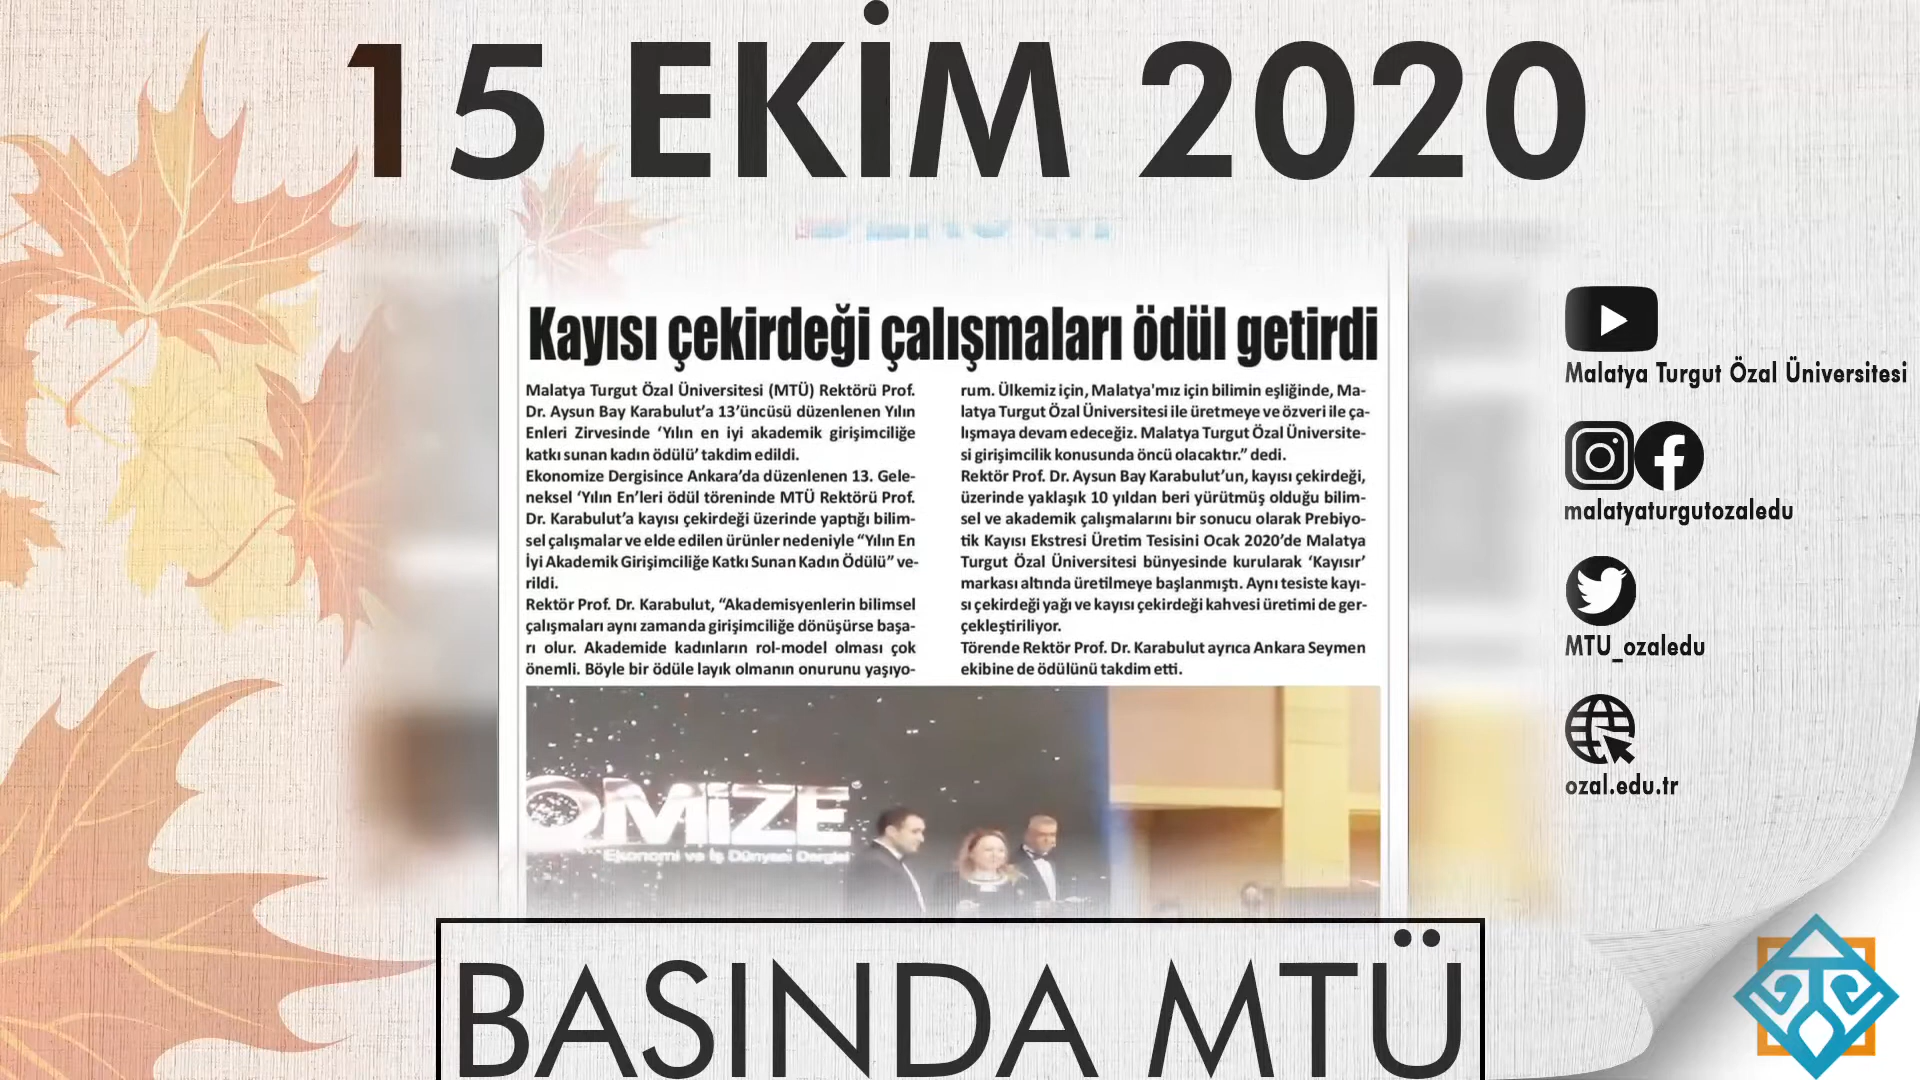 15 EKİM 2020
Kayısı çekirdeği çalışmaları ödül getirdi
Malatya Turgut Özal Üniversitesi (MTÜ) Rektörü Prof.
Dr. Aysun Bay Karabulut’a 13’üncüsü düzenlenen Yılın
Enleri Zirvesinde ‘Yılın en iyi akademik girişimciliğe
katkı sunan kadın ödülü’ takdim edildi.
Ekonomize Dergisince Ankara’da düzenlenen 13. Gele-
neksel ‘Yılın En’leri ödül töreninde MTÜ Rektörü Prof.
Dr. Karabulut’a kayısı çekirdeği üzerinde yaptığı bilim-
sel çalışmalar ve elde edilen ürünler nedeniyle “Yılın En
İyi Akademik Girişimciliğe Katkı Sunan Kadın Ödülü” ve-
rildi.
Rektör Prof. Dr. Karabulut, “Akademisyenlerin bilimsel
çalışmaları aynı zamanda girişimciliğe dönüşürse başa-
rı olur. Akademide kadınların rol-model olması çok
önemli. Böyle bir ödüle layık olmanın onurunu yaşıyo-
rum. Ülkemiz için, Malatya'mız için bilimin eşliğinde, Ma-
latya Turgut Özal Üniversitesi ile üretmeye ve özveri ile ça-
lışmaya devam edeceğiz. Malatya Turgut Özal Üniversite-
si girişimcilik konusunda öncü olacaktır.” dedi.
Rektör Prof. Dr. Aysun Bay Karabulut’un, kayısı çekirdeği,
üzerinde yaklaşık 10 yıldan beri yürütmüş olduğu bilim-
sel ve akademik çalışmalarını bir sonucu olarak Prebiyo-
tik Kayısı Ekstresi Üretim Tesisini Ocak 2020’de Malatya
Turgut Özal Üniversitesi bünyesinde kurularak ‘Kayısır’
markası altında üretilmeye başlanmıştı. Aynı tesiste kayı-
sı çekirdeği yağı ve kayısı çekirdeği kahvesi üretimi de ger-
çekleştiriliyor.
Törende Rektör Prof. Dr. Karabulut ayrıca Ankara Seymen
ekibine de ödülünü takdim etti.
OMİZE
Ekonomi ve İş Dünyası Dergisi
Malatya Turgut Özal Üniversitesi
malatyaturgutozaledu
MTU_ozaledu
ozal.edu.tr
BASINDA MTÜ